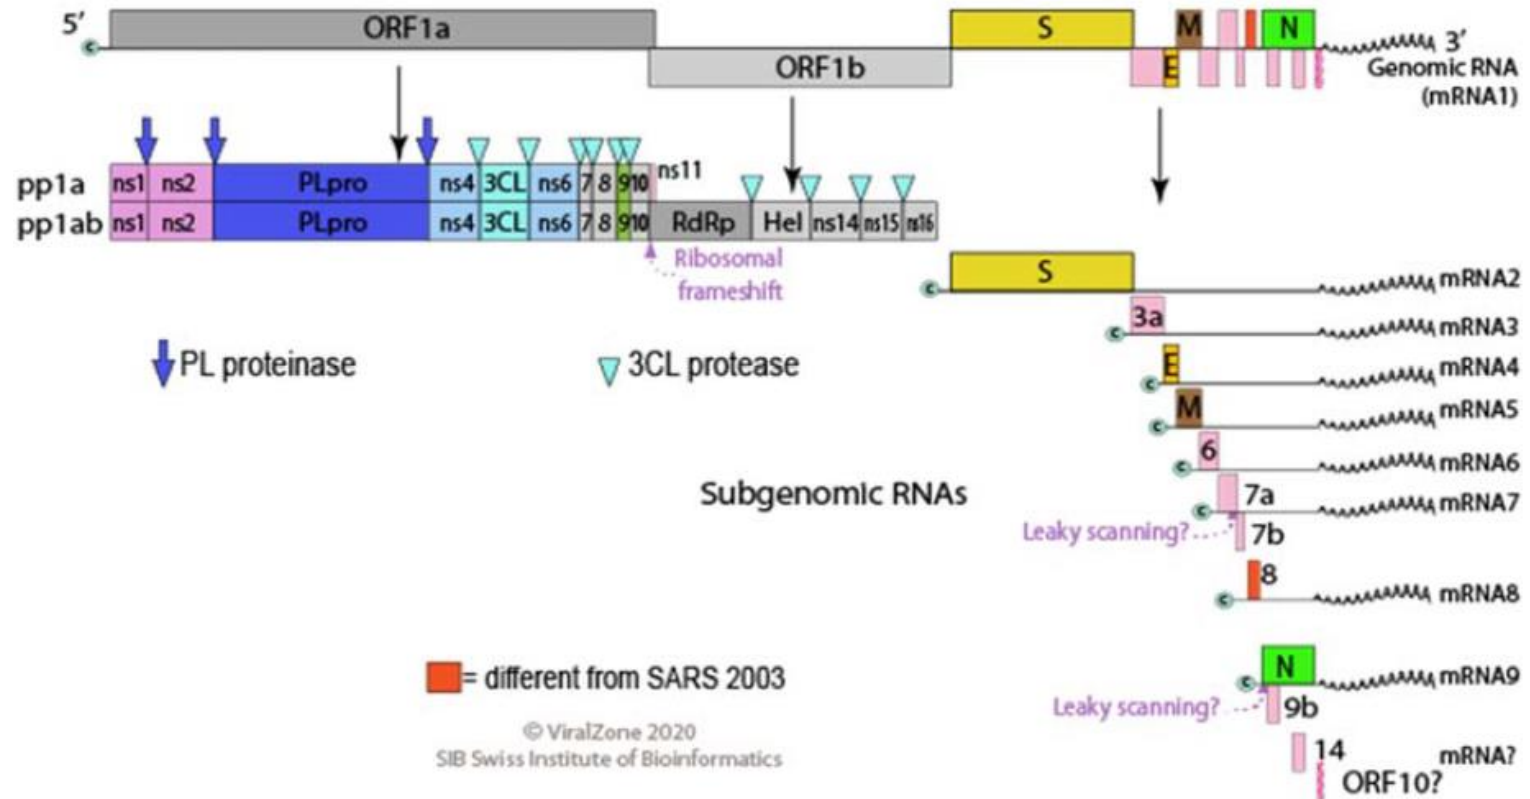 5′ ORF1a S M N 3′
c
ORF1b E Genomic RNA
(mRNA1)
pp1a ns1 ns2 PLpro ns4 3CL ns6 7 8 9 10 ns11
pp1ab ns1 ns2 PLpro ns4 3CL ns6 7 8 9 10 RdRp Hel ns14 ns15 ns16
Ribosomal
frameshift
c S mRNA2
c 3a mRNA3
PL proteinase 3CL protease
c E mRNA4
c M mRNA5
c 6 mRNA6
Subgenomic RNAs
c 7a mRNA7
Leaky scanning? 7b
c 8 mRNA8
= different from SARS 2003
c N mRNA9
Leaky scanning? 9b
© ViralZone 2020
SIB Swiss Institute of Bioinformatics
14 mRNA?
ORF10?